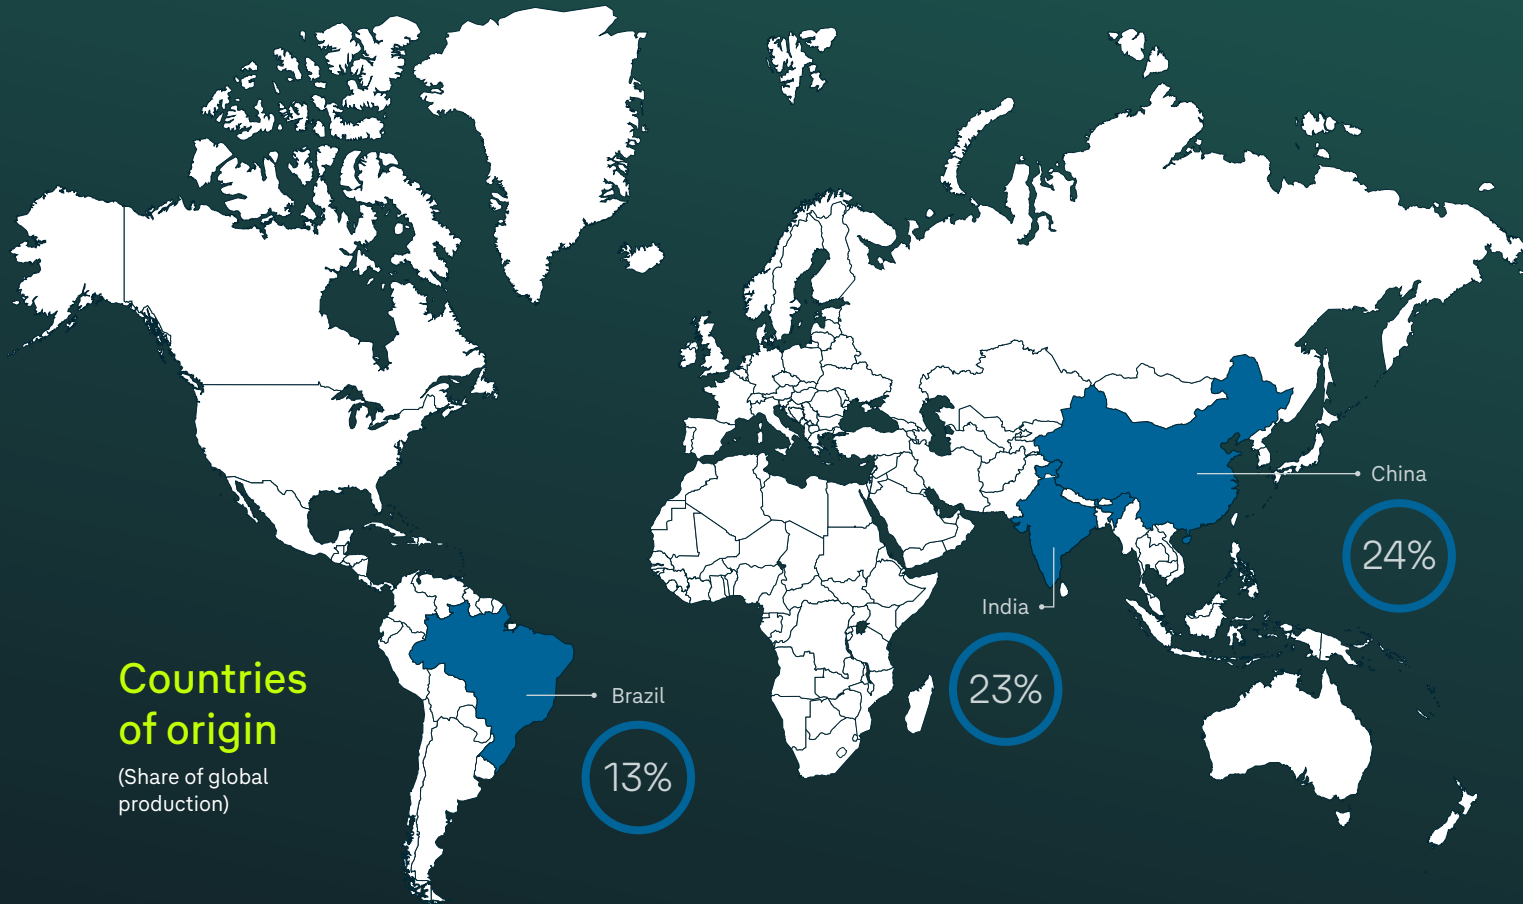 Countries
of origin
(Share of global
production)
Brazil
13%
India
23%
China
24%